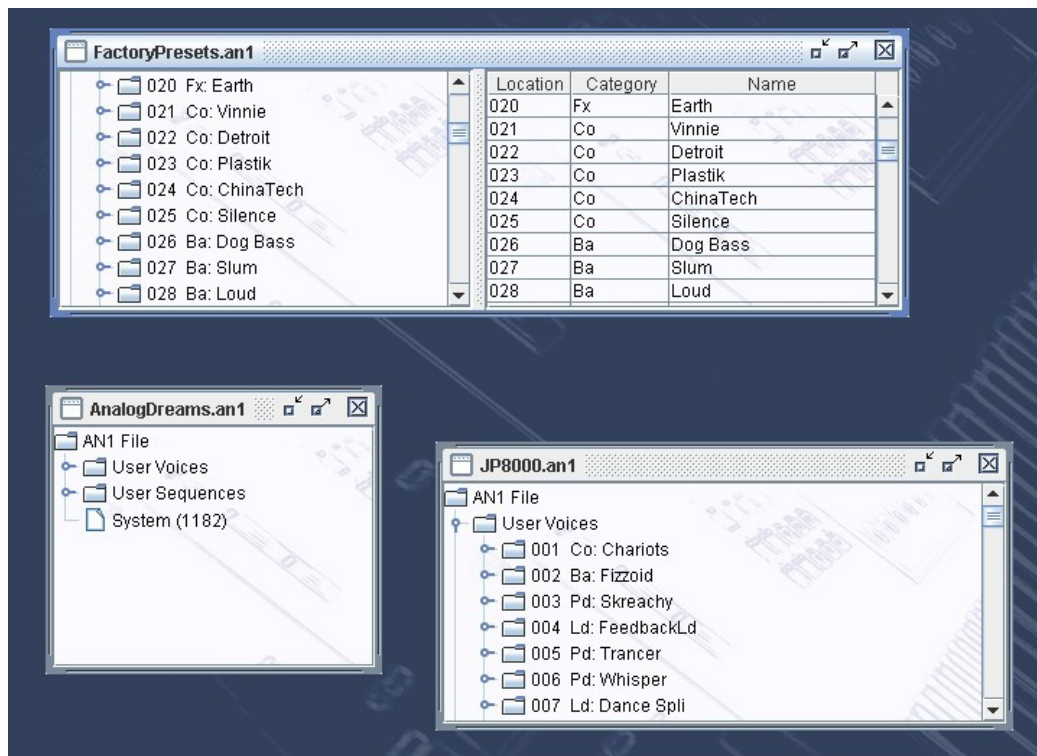 FactoryPresets.an1
020 Fx: Earth
021 Co: Vinnie
022 Co: Detroit
023 Co: Plastik
024 Co: ChinaTech
025 Co: Silence
026 Ba: Dog Bass
027 Ba: Slum
028 Ba: Loud
Location Category Name
020 Fx Earth
021 Co Vinnie
022 Co Detroit
023 Co Plastik
024 Co ChinaTech
025 Co Silence
026 Ba Dog Bass
027 Ba Slum
028 Ba Loud
AnalogDreams.an1
AN1 File
User Voices
User Sequences
System (1182)
JP8000.an1
AN1 File
User Voices
001 Co: Chariots
002 Ba: Fizzoid
003 Pd: Skreachy
004 Ld: FeedbackLd
005 Pd: Trancer
006 Pd: Whisper
007 Ld: Dance Spli